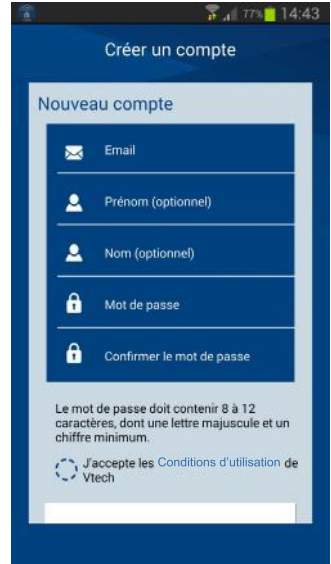 77% 14:43
Créer un compte
Nouveau compte
Email
Prénom (optionnel)
Nom (optionnel)
Mot de passe
Confirmer le mot de passe
Le mot de passe doit contenir 8 à 12
caractères, dont une lettre majuscule et un
chiffre minimum.
J'accepte les Conditions d'utilisation de
Vtech